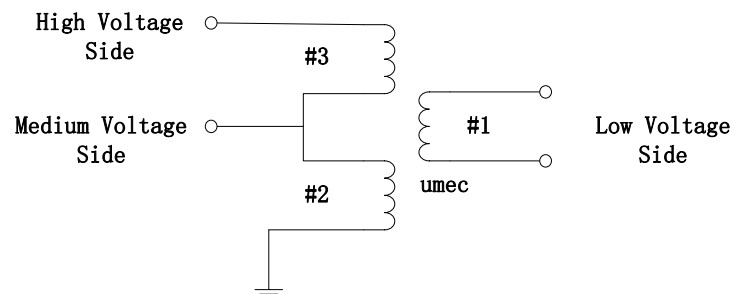 High Voltage
Side
#3
Medium Voltage
Side
#1
Low Voltage
Side
#2
umec